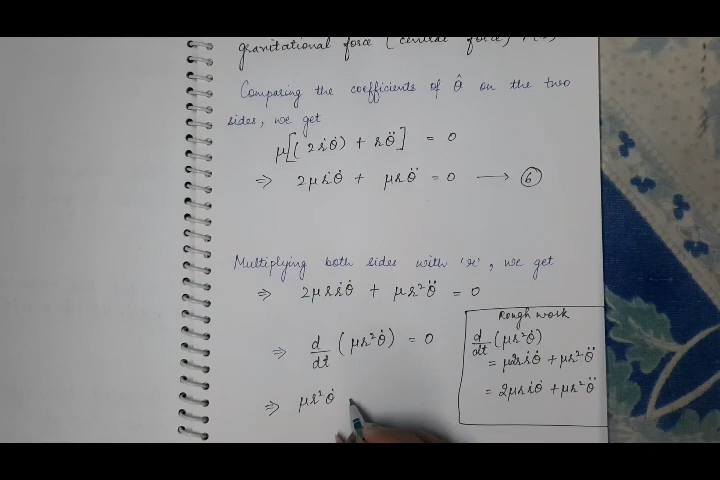 gravitational force (central force)
Comparing the coefficients of θ̂ on the two
sides, we get
μ[(2ṙθ̇) + rθ̈] = 0
⇒ 2μṙθ̇ + μrθ̈ = 0 ⟶ ⑥
Multiplying both sides with 'r', we get
⇒ 2μrṙθ̇ + μr²θ̈ = 0
⇒ d/dt (μr²θ̇) = 0
⇒ μr²θ̇
Rough work
d/dt (μr²θ̇)
= μ2rṙθ̇ + μr²θ̈
= 2μrṙθ̇ + μr²θ̈